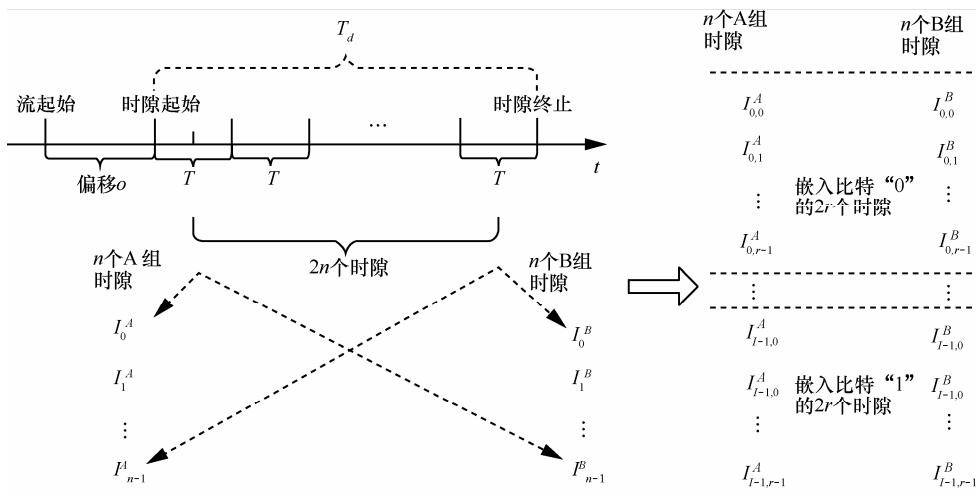 T_d
流起始 时隙起始 … 时隙终止
偏移o T T T t
2n个时隙
n个A 组
时隙
n个B组
时隙
I_0^A I_0^B
I_1^A I_1^B
⋮ ⋮
I_{n-1}^A I_{n-1}^B
n个A组
时隙
n个B组
时隙
I_{0,0}^A I_{0,0}^B
I_{0,1}^A I_{0,1}^B
⋮ 嵌入比特“0” ⋮
的2r个时隙
I_{0,r-1}^A I_{0,r-1}^B
⋮ ⋮
I_{I-1,0}^A I_{I-1,0}^B
I_{I-1,0}^A 嵌入比特“1” I_{I-1,0}^B
⋮ 的2r个时隙 ⋮
I_{I-1,r-1}^A I_{I-1,r-1}^B